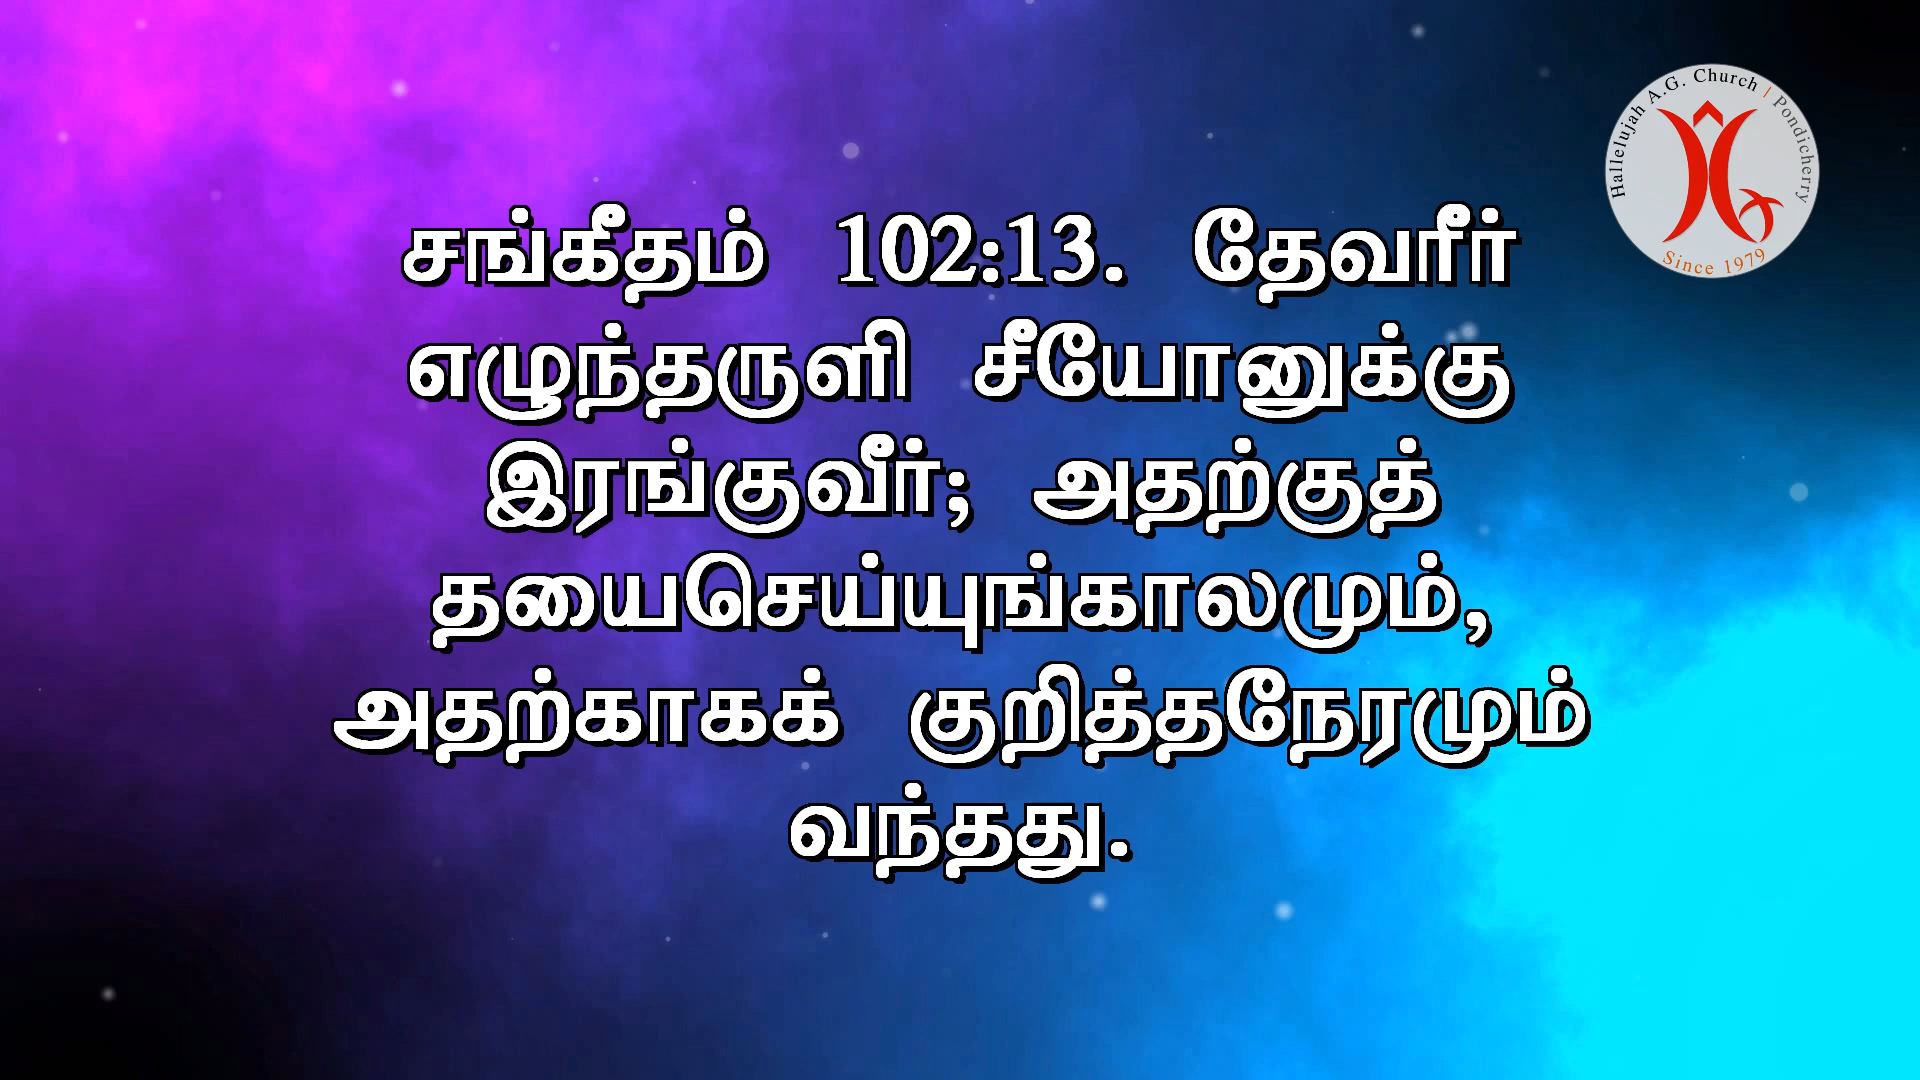 சங்கீதம் 102:13. தேவரீர்
எழுந்தருளி சீயோனுக்கு
இரங்குவீர்; அதற்குத்
தயைசெய்யுங்காலமும்,
அதற்காகக் குறித்தநேரமும்
வந்தது.
Hallelujah A.G. Church | Pondicherry
Since 1979